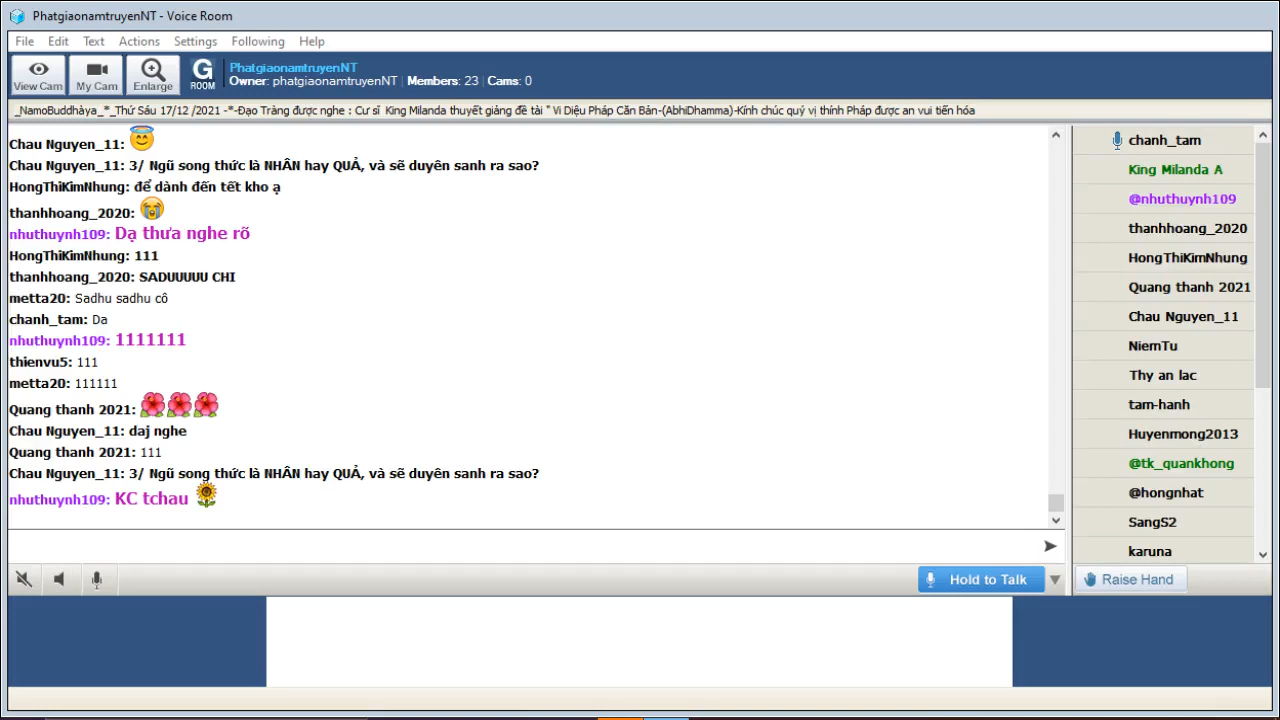 PhatgiaonamtruyenNT - Voice Room
File Edit Text Actions Settings Following Help
View Cam My Cam Enlarge G ROOM
PhatgiaonamtruyenNT
Owner: phatgiaonamtruyenNT | Members: 23 | Cams: 0
_NamoBuddhàya_*_Thứ Sáu 17/12 /2021 -*-Đạo Tràng được nghe : Cư sĩ King Milanda thuyết giảng đề tài " Vi Diệu Pháp Căn Bản-(AbhiDhamma)-Kính chúc quý vị thính Pháp được an vui tiến hóa
Chau Nguyen_11:
Chau Nguyen_11: 3/ Ngũ song thức là NHÂN hay QUẢ, và sẽ duyên sanh ra sao?
HongThiKimNhung: để dành đến tết kho ạ
thanhhoang_2020:
nhuthuynh109: Dạ thưa nghe rõ
HongThiKimNhung: 111
thanhhoang_2020: SADUUUUU CHI
metta20: Sadhu sadhu cô
chanh_tam: Da
nhuthuynh109: 1111111
thienvu5: 111
metta20: 111111
Quang thanh 2021:
Chau Nguyen_11: daj nghe
Quang thanh 2021: 111
Chau Nguyen_11: 3/ Ngũ song thức là NHÂN hay QUẢ, và sẽ duyên sanh ra sao?
nhuthuynh109: KC tchau
Hold to Talk
chanh_tam
King Milanda A
@nhuthuynh109
thanhhoang_2020
HongThiKimNhung
Quang thanh 2021
Chau Nguyen_11
NiemTu
Thy an lac
tam-hanh
Huyenmong2013
@tk_quankhong
@hongnhat
SangS2
karuna
Raise Hand